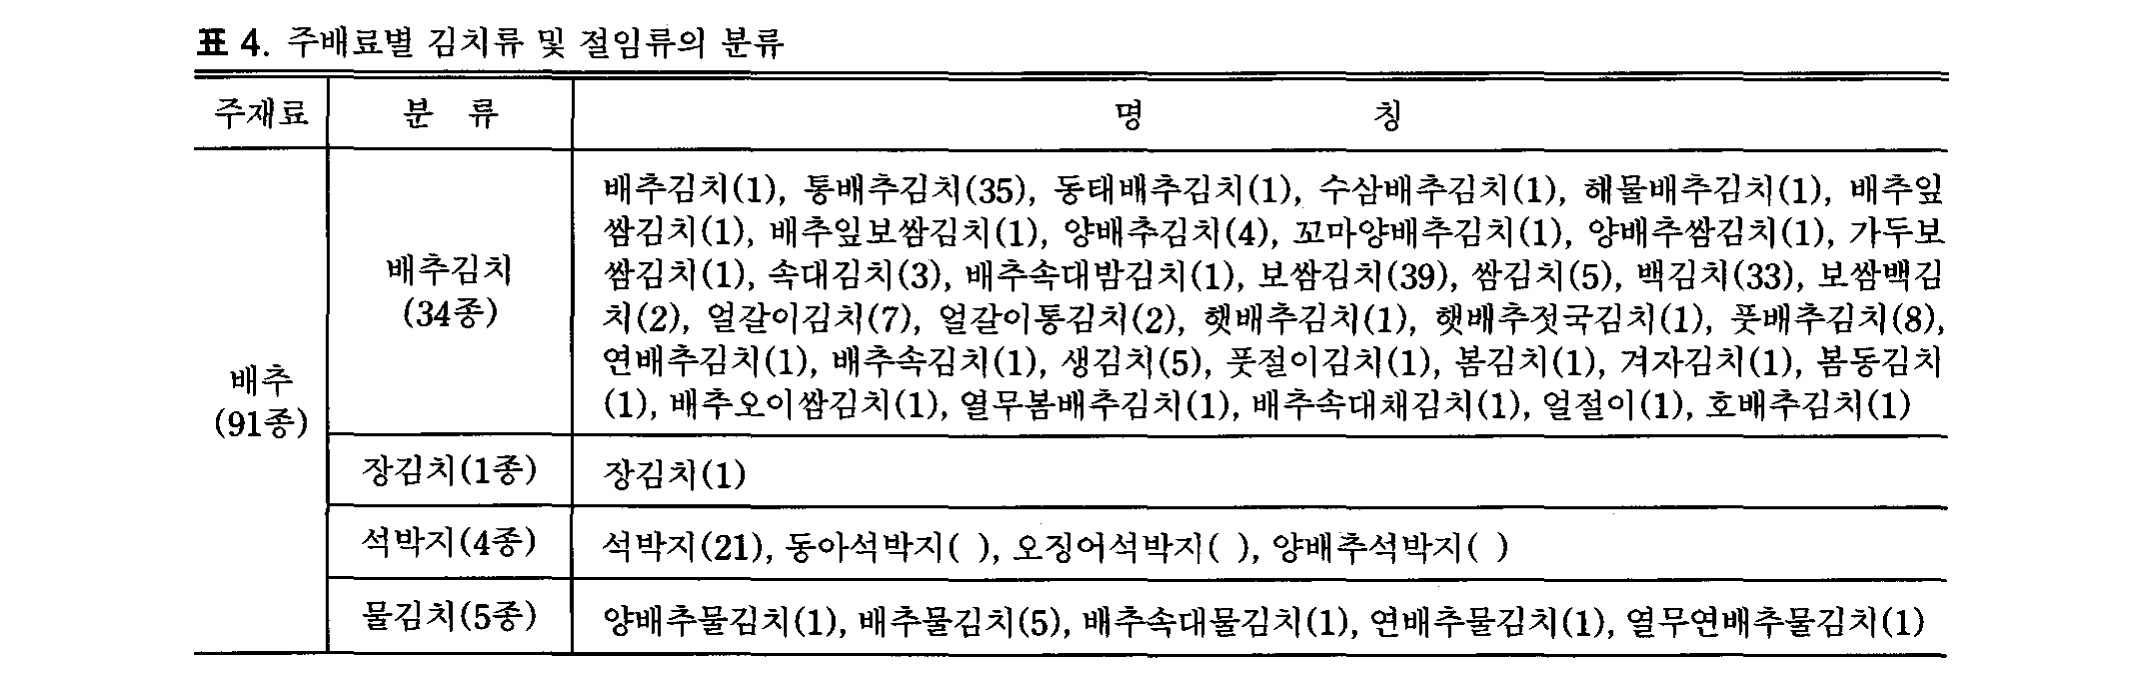 표 4. 주배료별 김치류 및 절임류의 분류
주재료 분 류 명 칭
배추김치(1), 통배추김치(35), 동태배추김치(1), 수삼배추김치(1), 해물배추김치(1), 배추잎
쌈김치(1), 배추잎보쌈김치(1), 양배추김치(4), 꼬마양배추김치(1), 양배추쌈김치(1), 가두보
배추김치 쌈김치(1), 속대김치(3), 배추속대밤김치(1), 보쌈김치(39), 쌈김치(5), 백김치(33), 보쌈백김
(34종) 치(2), 얼갈이김치(7), 얼갈이통김치(2), 햇배추김치(1), 햇배추젓국김치(1), 풋배추김치(8),
연배추김치(1), 배추속김치(1), 생김치(5), 풋절이김치(1), 봄김치(1), 겨자김치(1), 봄동김치
배추
(91종) (1), 배추오이쌈김치(1), 열무봄배추김치(1), 배추속대채김치(1), 얼절이(1), 호배추김치(1)
장김치(1종) 장김치(1)
석박지(4종) 석박지(21), 동아석박지( ), 오징어석박지( ), 양배추석박지( )
물김치(5종) 양배추물김치(1), 배추물김치(5), 배추속대물김치(1), 연배추물김치(1), 열무연배추물김치(1)